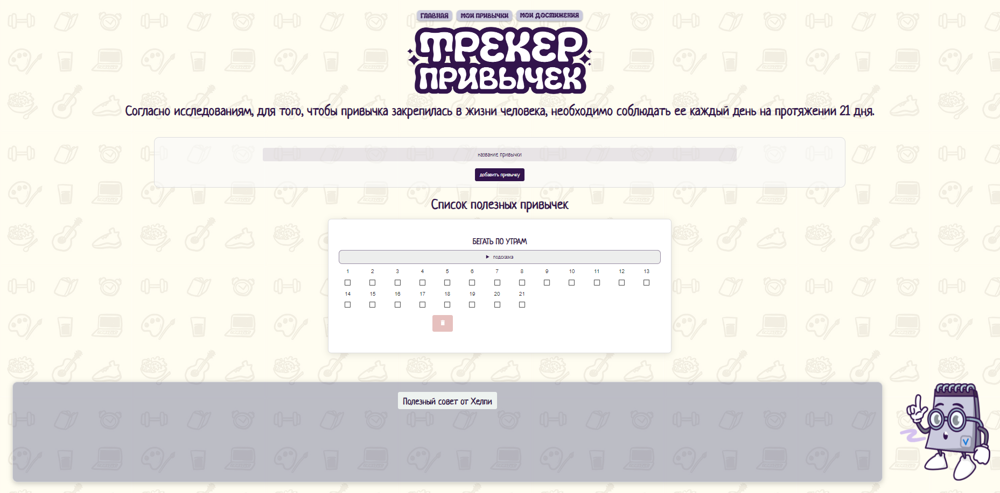 ГЛАВНАЯ МОИ ПРИВЫЧКИ МОИ ДОСТИЖЕНИЯ
ТРЕКЕР
ПРИВЫЧЕК
Согласно исследованиям, для того, чтобы привычка закрепилась в жизни человека, необходимо соблюдать ее каждый день на протяжении 21 дня.
название привычки
добавить привычку
Список полезных привычек
БЕГАТЬ ПО УТРАМ
подсказка
1 2 3 4 5 6 7 8 9 10 11 12 13
14 15 16 17 18 19 20 21
Полезный совет от Хелпи